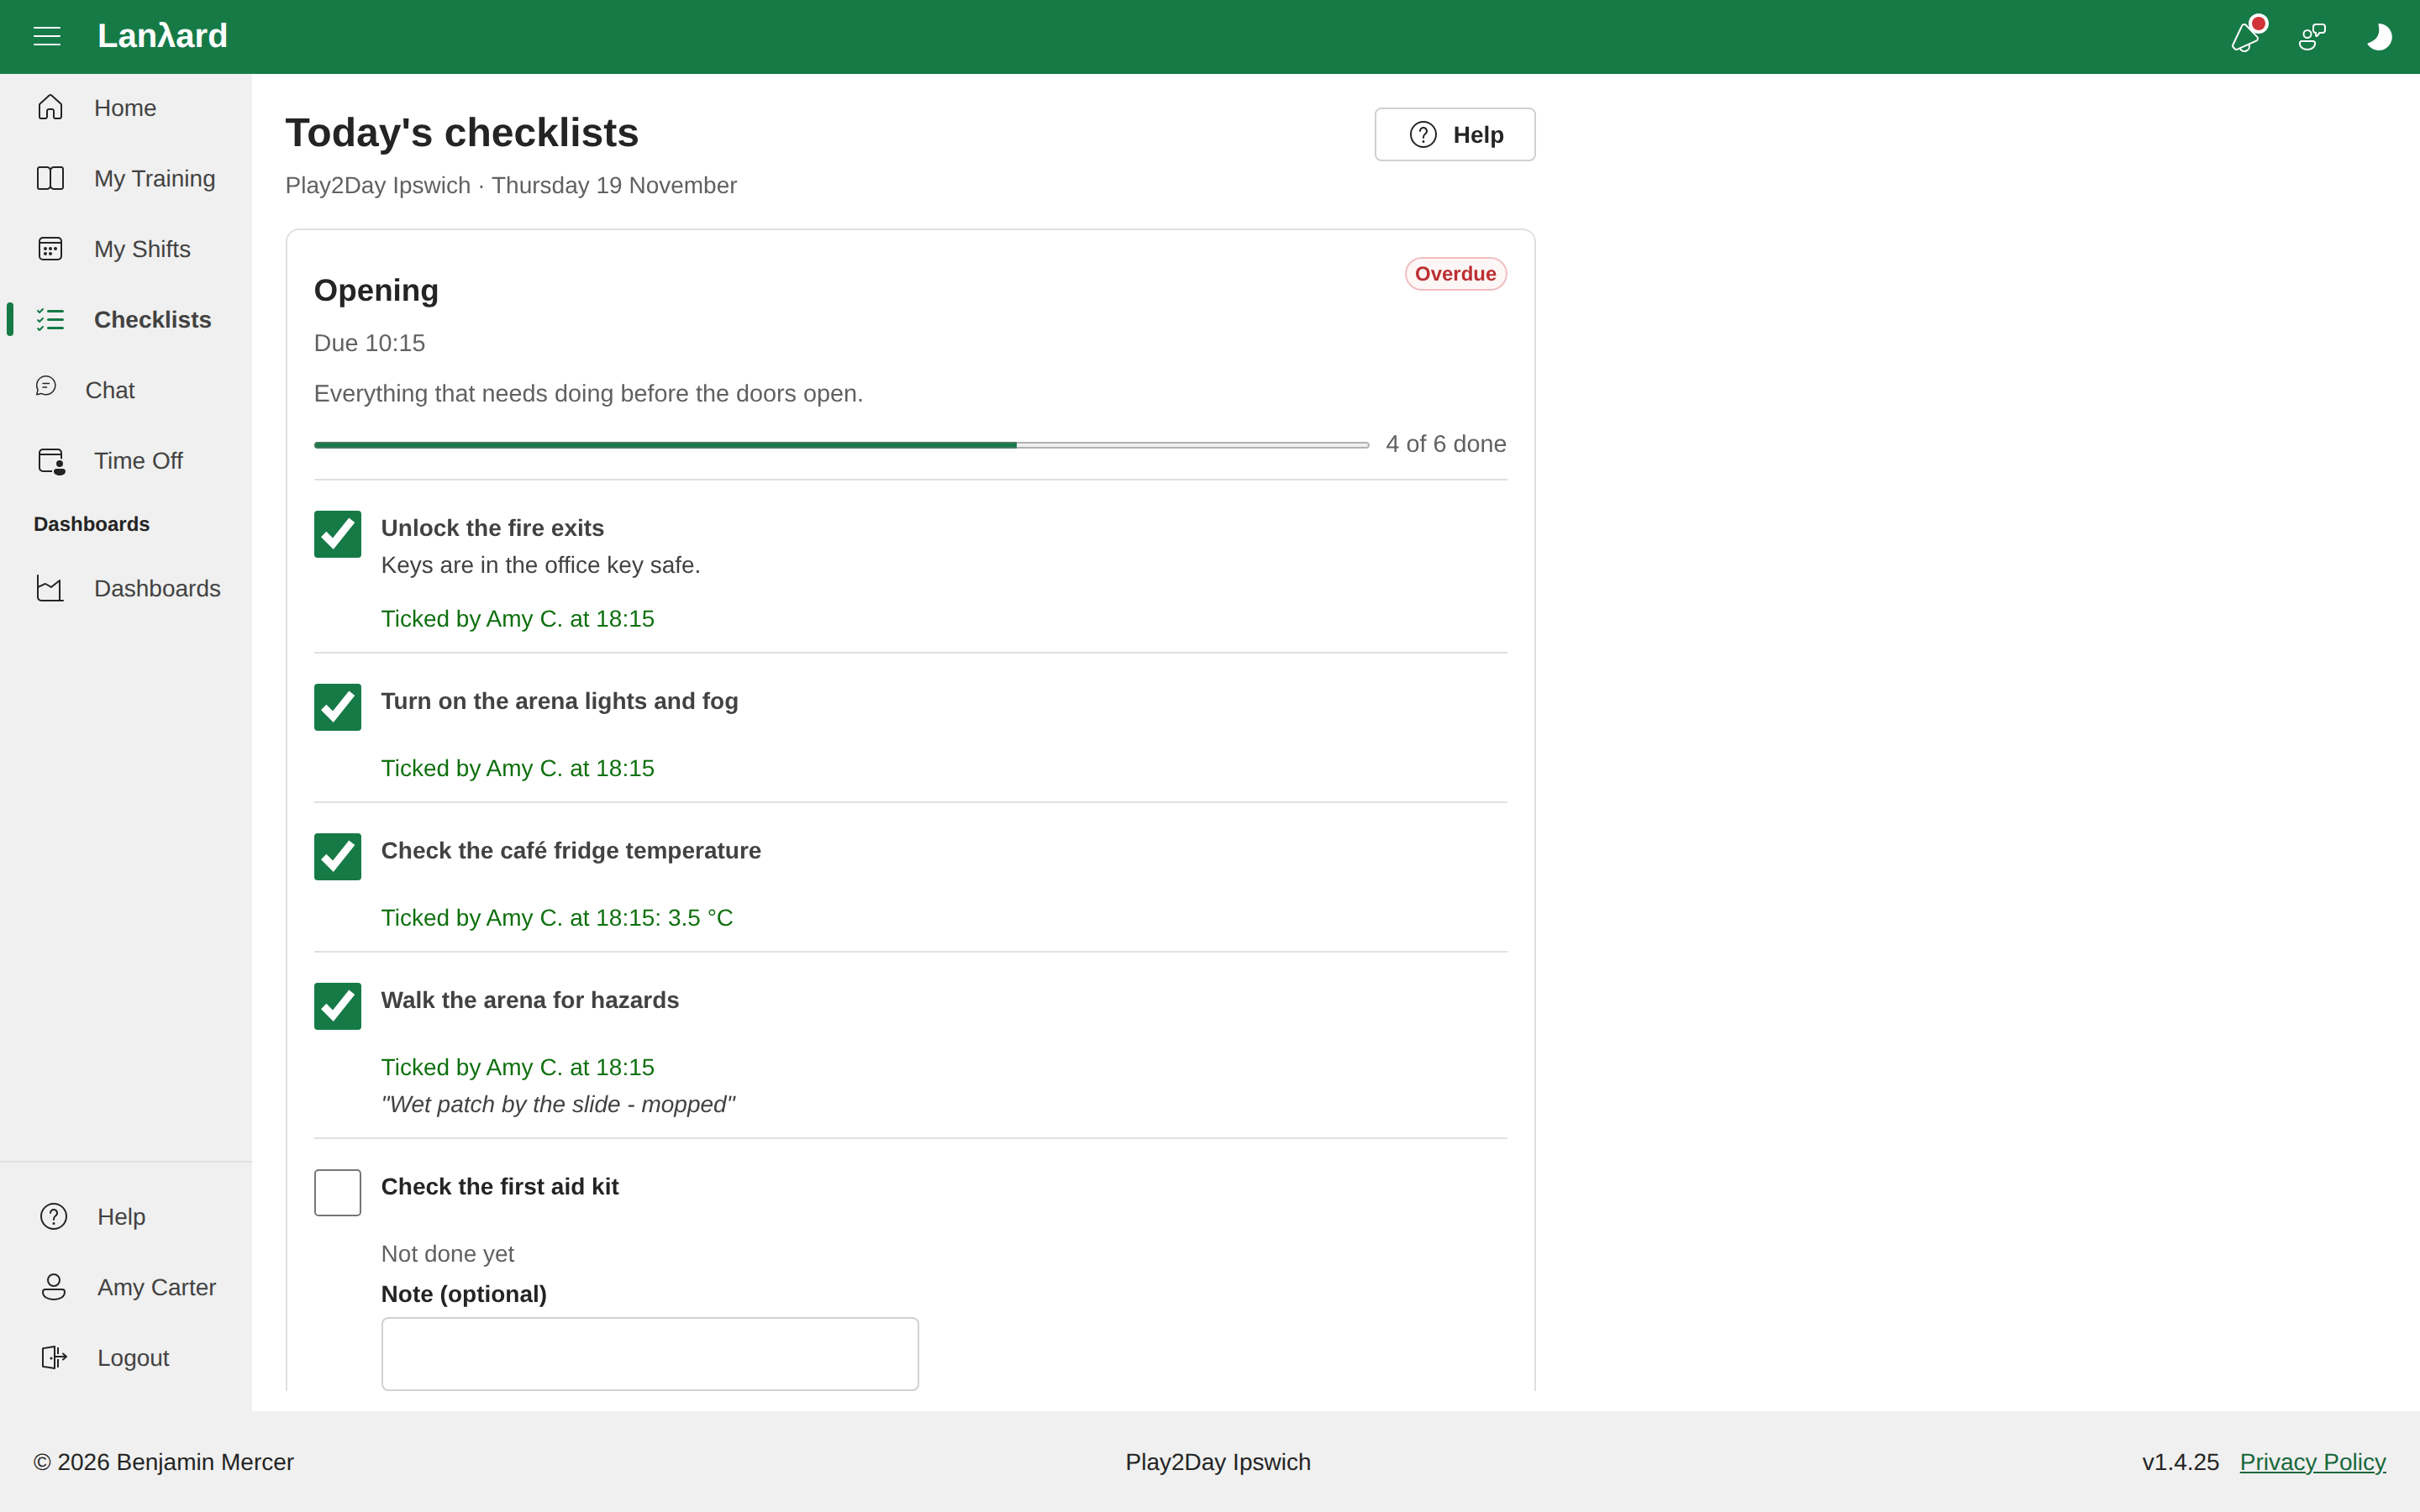 Lanλard
Home
My Training
My Shifts
Checklists
Chat
Time Off
Dashboards
Dashboards
Help
Amy Carter
Logout
Today's checklists
Help
Play2Day Ipswich · Thursday 19 November
Opening
Overdue
Due 10:15
Everything that needs doing before the doors open.
4 of 6 done
Unlock the fire exits
Keys are in the office key safe.
Ticked by Amy C. at 18:15
Turn on the arena lights and fog
Ticked by Amy C. at 18:15
Check the café fridge temperature
Ticked by Amy C. at 18:15: 3.5 °C
Walk the arena for hazards
Ticked by Amy C. at 18:15
"Wet patch by the slide - mopped"
Check the first aid kit
Not done yet
Note (optional)
© 2026 Benjamin Mercer
Play2Day Ipswich
v1.4.25 Privacy Policy